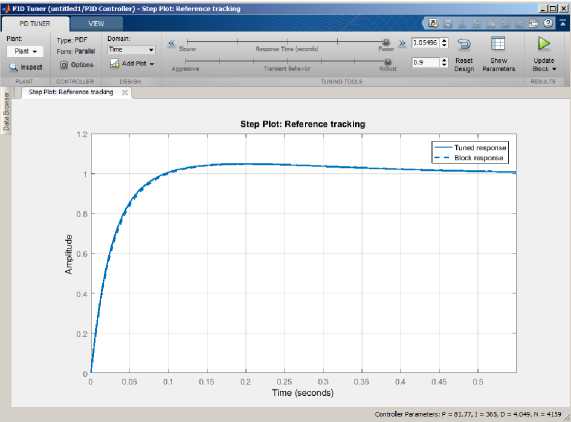 PID Tuner (untitled1/PID Controller) - Step Plot: Reference tracking
PID TUNER VIEW
Plant:
Plant
Inspect
PLANT
Type: PIDF
Form: Parallel
Options
CONTROLLER
Domain:
Time
Add Plot
DESIGN
Slower Response Time (seconds) Faster
Aggressive Transient Behavior Robust
0.9
TUNING TOOLS
Reset
Design
Show
Parameters
Update
Block
RESULTS
Data Browser
Step Plot: Reference tracking
Step Plot: Reference tracking
Tuned response
Block response
Amplitude
1.2
1
0.8
0.6
0.4
0.2
0
0 0.05 0.1 0.15 0.2 0.25 0.3 0.35 0.4 0.45 0.5
Time (seconds)
Controller Parameters: P = 81.77, I = 365, D = 4.049, N = 4159